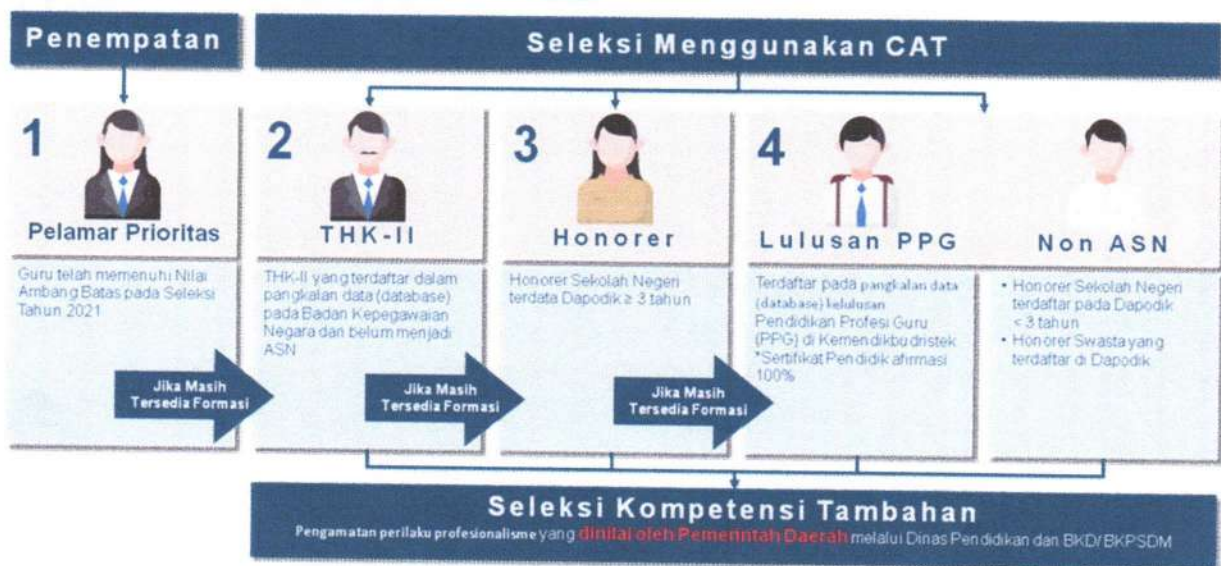 Penempatan
Seleksi Menggunakan CAT
1
Pelamar Prioritas
Guru telah memenuhi Nilai
Ambang Batas pada Seleksi
Tahun 2021
Jika Masih
Tersedia Formasi
2
THK-II
THK-II yang terdaftar dalam
pangkalan data (database)
pada Badan Kepegawaian
Negara dan belum menjadi
ASN
Jika Masih
Tersedia Formasi
3
Honorer
Honorer Sekolah Negeri
terdata Dapodik ≥ 3 tahun
Jika Masih
Tersedia Formasi
4
Lulusan PPG
Terdaftar pada pangkalan data
(database) kelulusan
Pendidikan Profesi Guru
(PPG) di Kemendikbudristek
*Sertifikat Pendidik afirmasi
100%
Non ASN
• Honorer Sekolah Negeri
terdaftar pada Dapodik
< 3 tahun
• Honorer Swasta yang
terdaftar di Dapodik
Seleksi Kompetensi Tambahan
Pengamatan perilaku profesionalisme yang dinilai oleh Pemerintah Daerah melalui Dinas Pendidikan dan BKD/BKPSDM